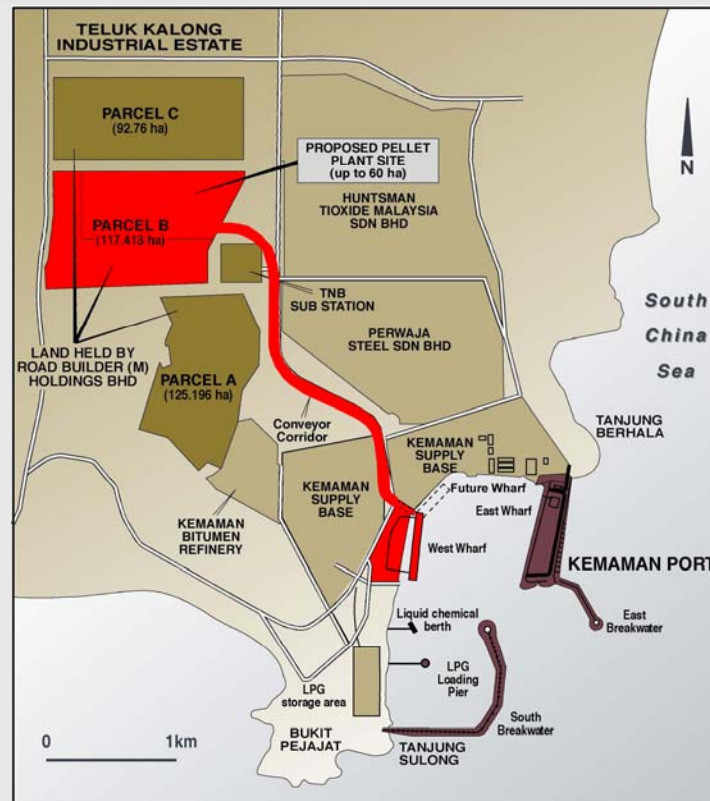 TELUK KALONG
INDUSTRIAL ESTATE
PARCEL C
(92.76 ha)
PROPOSED PELLET
PLANT SITE
(up to 60 ha)
N
PARCEL B
(117.413 ha)
HUNTSMAN
TIOXIDE MALAYSIA
SDN BHD
TNB
SUB STATION
South
China
Sea
LAND HELD BY
ROAD BUILDER (M)
HOLDINGS BHD
PERWAJA
STEEL SDN BHD
PARCEL A
(125.196 ha)
Conveyor
Corridor
TANJUNG
BERHALA
KEMAMAN
SUPPLY
BASE
KEMAMAN
SUPPLY BASE
Future Wharf
East Wharf
KEMAMAN
BITUMEN
REFINERY
West Wharf
KEMAMAN PORT
Liquid chemical
berth
East
Breakwater
LPG
Loading
Pier
LPG
storage area
South
Breakwater
BUKIT
PEJAJAT
TANJUNG
SULONG
0 1km